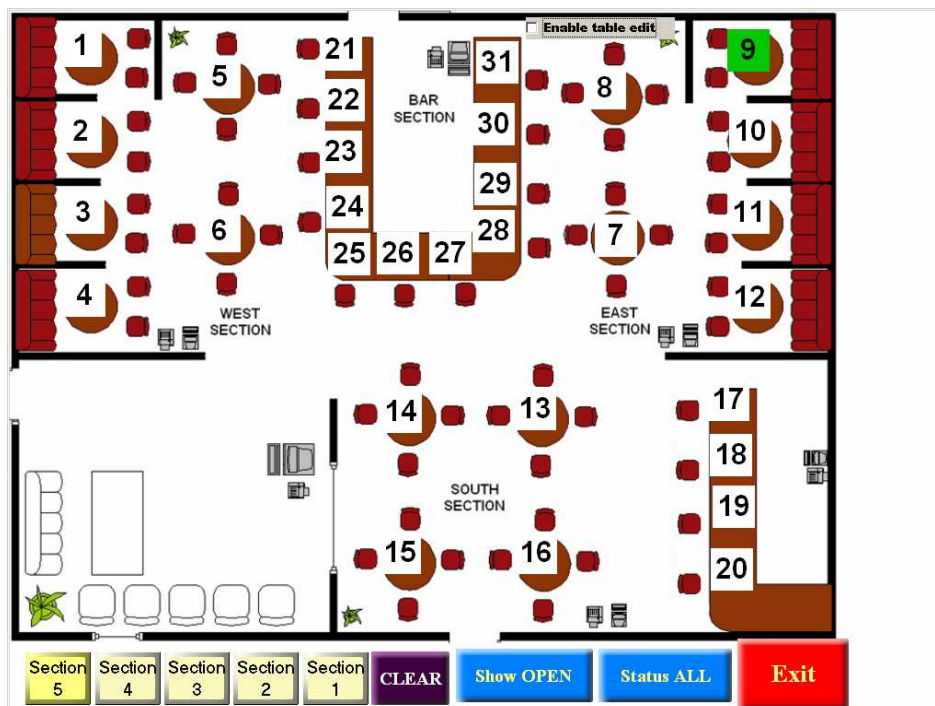 Enable table edit
1
5
21
31
8
9
22
BAR
SECTION
2
23
30
10
3
6
24
29
7
11
25
26
27
28
4
WEST
SECTION
EAST
SECTION
12
14
13
17
18
SOUTH
SECTION
19
15
16
20
Section
5
Section
4
Section
3
Section
2
Section
1
CLEAR
Show OPEN
Status ALL
Exit